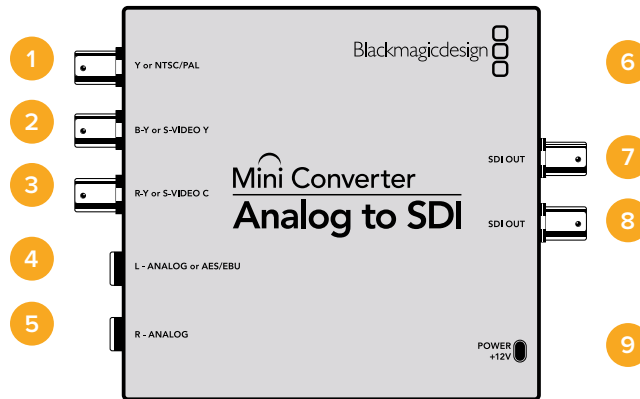 1
Y or NTSC/PAL
Blackmagicdesign
6
2
B-Y or S-VIDEO Y
SDI OUT
7
3
R-Y or S-VIDEO C
Mini Converter
Analog to SDI
SDI OUT
8
4
L - ANALOG or AES/EBU
5
R - ANALOG
POWER
+12V
9